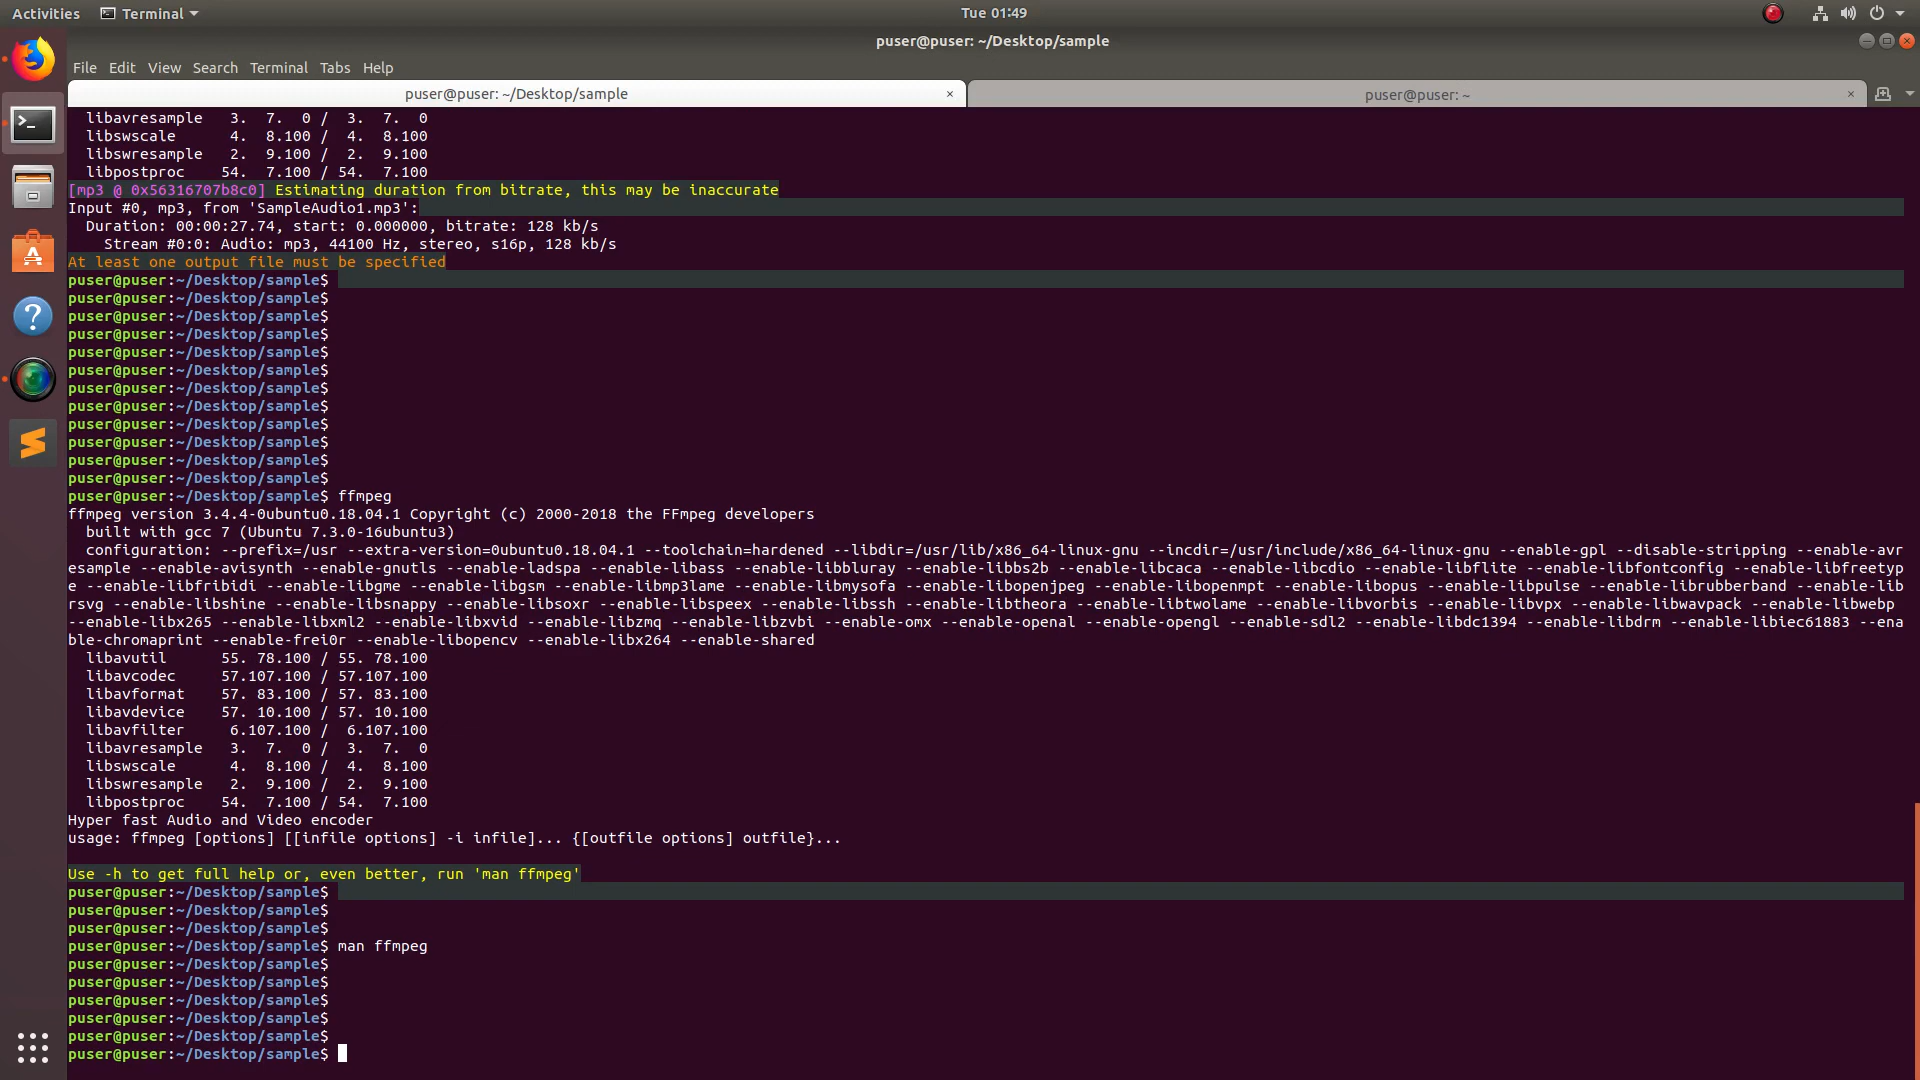 Activities Terminal Tue 01:49
puser@puser: ~/Desktop/sample
File Edit View Search Terminal Tabs Help
puser@puser: ~/Desktop/sample × puser@puser: ~ ×
libavresample 3. 7. 0 / 3. 7. 0
libswscale 4. 8.100 / 4. 8.100
libswresample 2. 9.100 / 2. 9.100
libpostproc 54. 7.100 / 54. 7.100
[mp3 @ 0x56316707b8c0] Estimating duration from bitrate, this may be inaccurate
Input #0, mp3, from 'SampleAudio1.mp3':
Duration: 00:00:27.74, start: 0.000000, bitrate: 128 kb/s
Stream #0:0: Audio: mp3, 44100 Hz, stereo, s16p, 128 kb/s
At least one output file must be specified
puser@puser:~/Desktop/sample$
puser@puser:~/Desktop/sample$
puser@puser:~/Desktop/sample$
puser@puser:~/Desktop/sample$
puser@puser:~/Desktop/sample$
puser@puser:~/Desktop/sample$
puser@puser:~/Desktop/sample$
puser@puser:~/Desktop/sample$
puser@puser:~/Desktop/sample$
puser@puser:~/Desktop/sample$
puser@puser:~/Desktop/sample$
puser@puser:~/Desktop/sample$
puser@puser:~/Desktop/sample$ ffmpeg
ffmpeg version 3.4.4-0ubuntu0.18.04.1 Copyright (c) 2000-2018 the FFmpeg developers
built with gcc 7 (Ubuntu 7.3.0-16ubuntu3)
configuration: --prefix=/usr --extra-version=0ubuntu0.18.04.1 --toolchain=hardened --libdir=/usr/lib/x86_64-linux-gnu --incdir=/usr/include/x86_64-linux-gnu --enable-gpl --disable-stripping --enable-avr
esample --enable-avisynth --enable-gnutls --enable-ladspa --enable-libass --enable-libbluray --enable-libbs2b --enable-libcaca --enable-libcdio --enable-libflite --enable-libfontconfig --enable-libfreetyp
e --enable-libfribidi --enable-libgme --enable-libgsm --enable-libmp3lame --enable-libmysofa --enable-libopenjpeg --enable-libopenmpt --enable-libopus --enable-libpulse --enable-librubberband --enable-lib
rsvg --enable-libshine --enable-libsnappy --enable-libsoxr --enable-libspeex --enable-libssh --enable-libtheora --enable-libtwolame --enable-libvorbis --enable-libvpx --enable-libwavpack --enable-libwebp
--enable-libx265 --enable-libxml2 --enable-libxvid --enable-libzmq --enable-libzvbi --enable-omx --enable-openal --enable-opengl --enable-sdl2 --enable-libdc1394 --enable-libdrm --enable-libiec61883 --ena
ble-chromaprint --enable-frei0r --enable-libopencv --enable-libx264 --enable-shared
libavutil 55. 78.100 / 55. 78.100
libavcodec 57.107.100 / 57.107.100
libavformat 57. 83.100 / 57. 83.100
libavdevice 57. 10.100 / 57. 10.100
libavfilter 6.107.100 / 6.107.100
libavresample 3. 7. 0 / 3. 7. 0
libswscale 4. 8.100 / 4. 8.100
libswresample 2. 9.100 / 2. 9.100
libpostproc 54. 7.100 / 54. 7.100
Hyper fast Audio and Video encoder
usage: ffmpeg [options] [[infile options] -i infile]... {[outfile options] outfile}...
Use -h to get full help or, even better, run 'man ffmpeg'
puser@puser:~/Desktop/sample$
puser@puser:~/Desktop/sample$
puser@puser:~/Desktop/sample$
puser@puser:~/Desktop/sample$ man ffmpeg
puser@puser:~/Desktop/sample$
puser@puser:~/Desktop/sample$
puser@puser:~/Desktop/sample$
puser@puser:~/Desktop/sample$
puser@puser:~/Desktop/sample$
puser@puser:~/Desktop/sample$